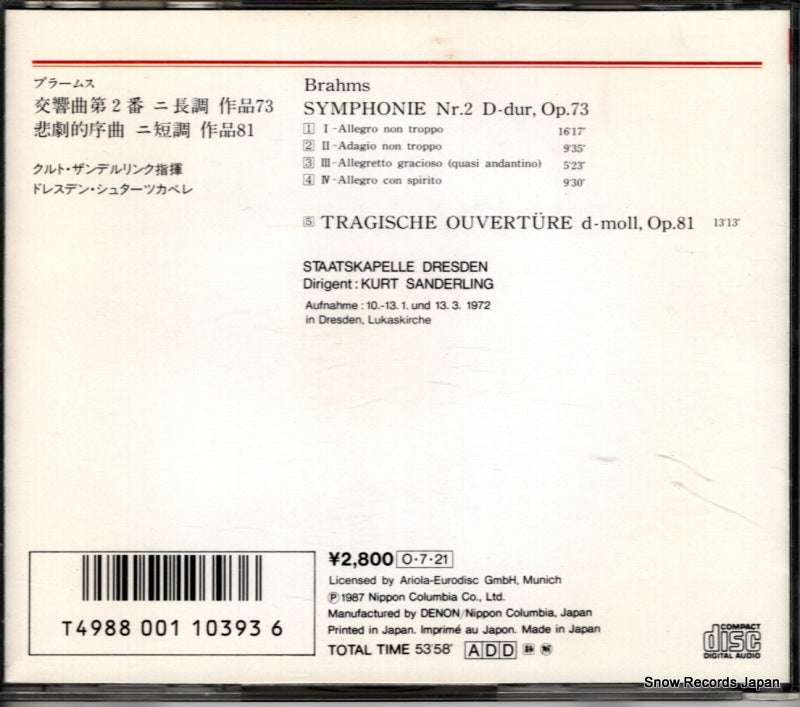 ブラームス
交響曲第2番 ニ長調 作品73
悲劇的序曲 ニ短調 作品81
クルト・ザンデルリンク指揮
ドレスデン・シュターツカペレ
Brahms
SYMPHONIE Nr.2 D-dur, Op.73
1 I-Allegro non troppo 16'17"
2 II-Adagio non troppo 9'35"
3 III-Allegretto gracioso (quasi andantino) 5'23"
4 IV-Allegro con spirito 9'30"
5 TRAGISCHE OUVERTÜRE d-moll, Op.81 13'13"
STAATSKAPELLE DRESDEN
Dirigent : KURT SANDERLING
Aufnahme : 10.-13. 1. und 13. 3. 1972
in Dresden, Lukaskirche
T4988 001 10393 6
¥2,800 O・7・21
Licensed by Ariola-Eurodisc GmbH, Munich
Ⓟ1987 Nippon Columbia Co., Ltd.
Manufactured by DENON/Nippon Columbia, Japan
Printed in Japan. Imprimé au Japon. Made in Japan
TOTAL TIME 53'58" ADD
COMPACT
disc
DIGITAL AUDIO
Snow Records Japan